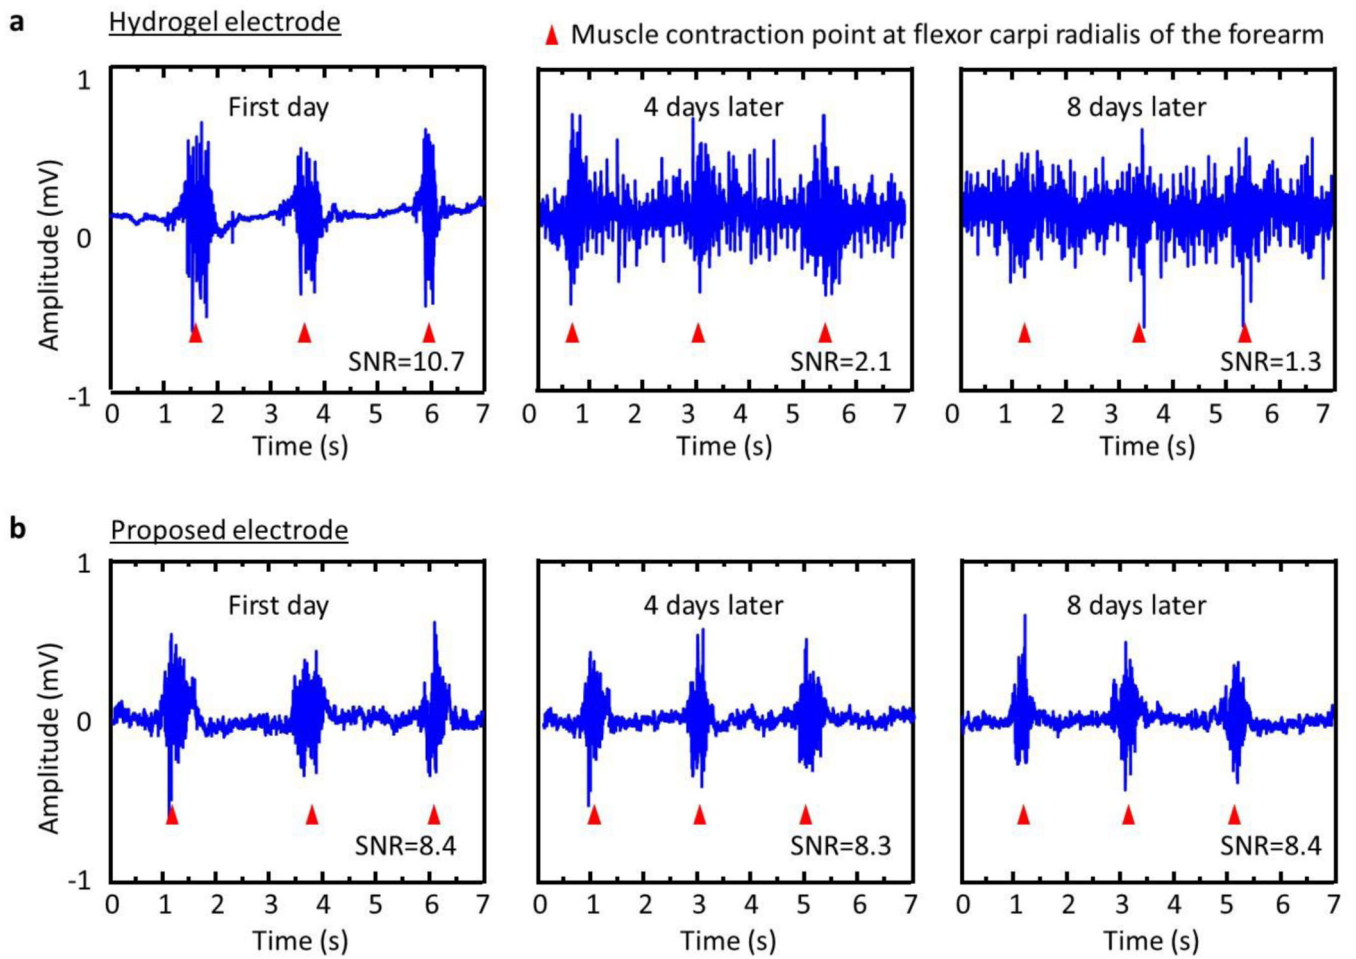 a
Hydrogel electrode
Muscle contraction point at flexor carpi radialis of the forearm
First day
4 days later
8 days later
1
0
-1
Amplitude (mV)
SNR=10.7
SNR=2.1
SNR=1.3
0 1 2 3 4 5 6 7
0 1 2 3 4 5 6 7
0 1 2 3 4 5 6 7
Time (s)
Time (s)
Time (s)
b
Proposed electrode
First day
4 days later
8 days later
1
0
-1
Amplitude (mV)
SNR=8.4
SNR=8.3
SNR=8.4
0 1 2 3 4 5 6 7
0 1 2 3 4 5 6 7
0 1 2 3 4 5 6 7
Time (s)
Time (s)
Time (s)